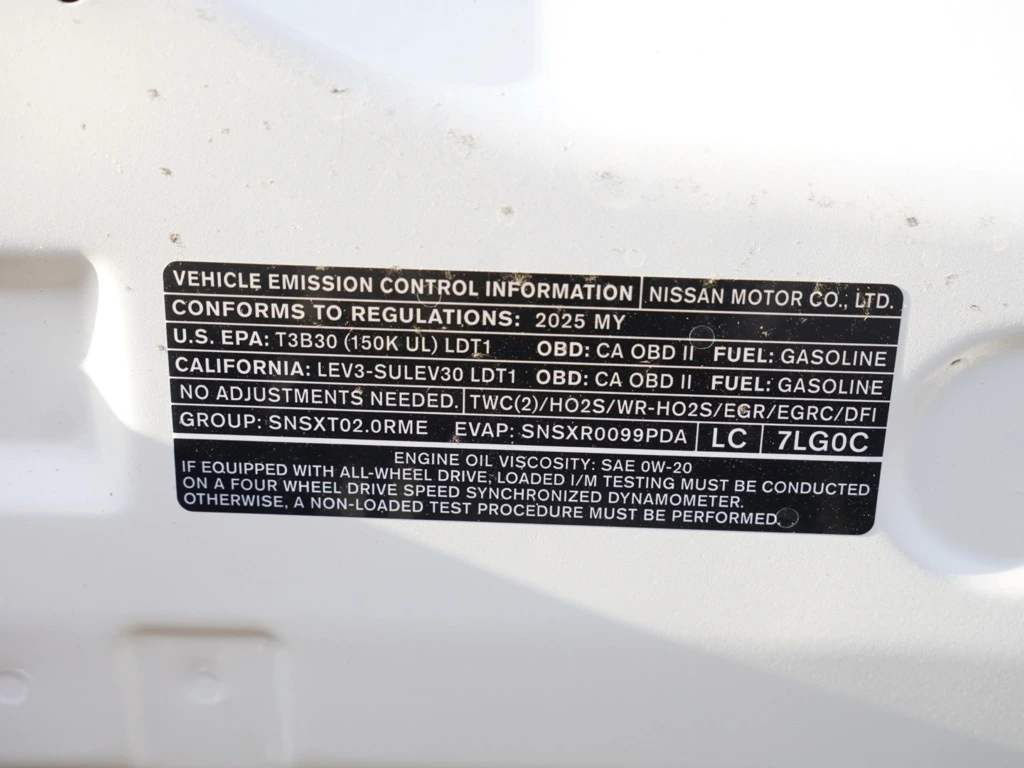 VEHICLE EMISSION CONTROL INFORMATION NISSAN MOTOR CO., LTD.
CONFORMS TO REGULATIONS: 2025 MY
U.S. EPA: T3B30 (150K UL) LDT1 OBD: CA OBD II FUEL: GASOLINE
CALIFORNIA: LEV3-SULEV30 LDT1 OBD: CA OBD II FUEL: GASOLINE
NO ADJUSTMENTS NEEDED. TWC(2)/HO2S/WR-HO2S/EGR/EGRC/DFI
GROUP: SNSXT02.0RME EVAP: SNSXR0099PDA LC 7LG0C
ENGINE OIL VISCOSITY: SAE 0W-20
IF EQUIPPED WITH ALL-WHEEL DRIVE, LOADED I/M TESTING MUST BE CONDUCTED
ON A FOUR WHEEL DRIVE SPEED SYNCHRONIZED DYNAMOMETER.
OTHERWISE, A NON-LOADED TEST PROCEDURE MUST BE PERFORMED.